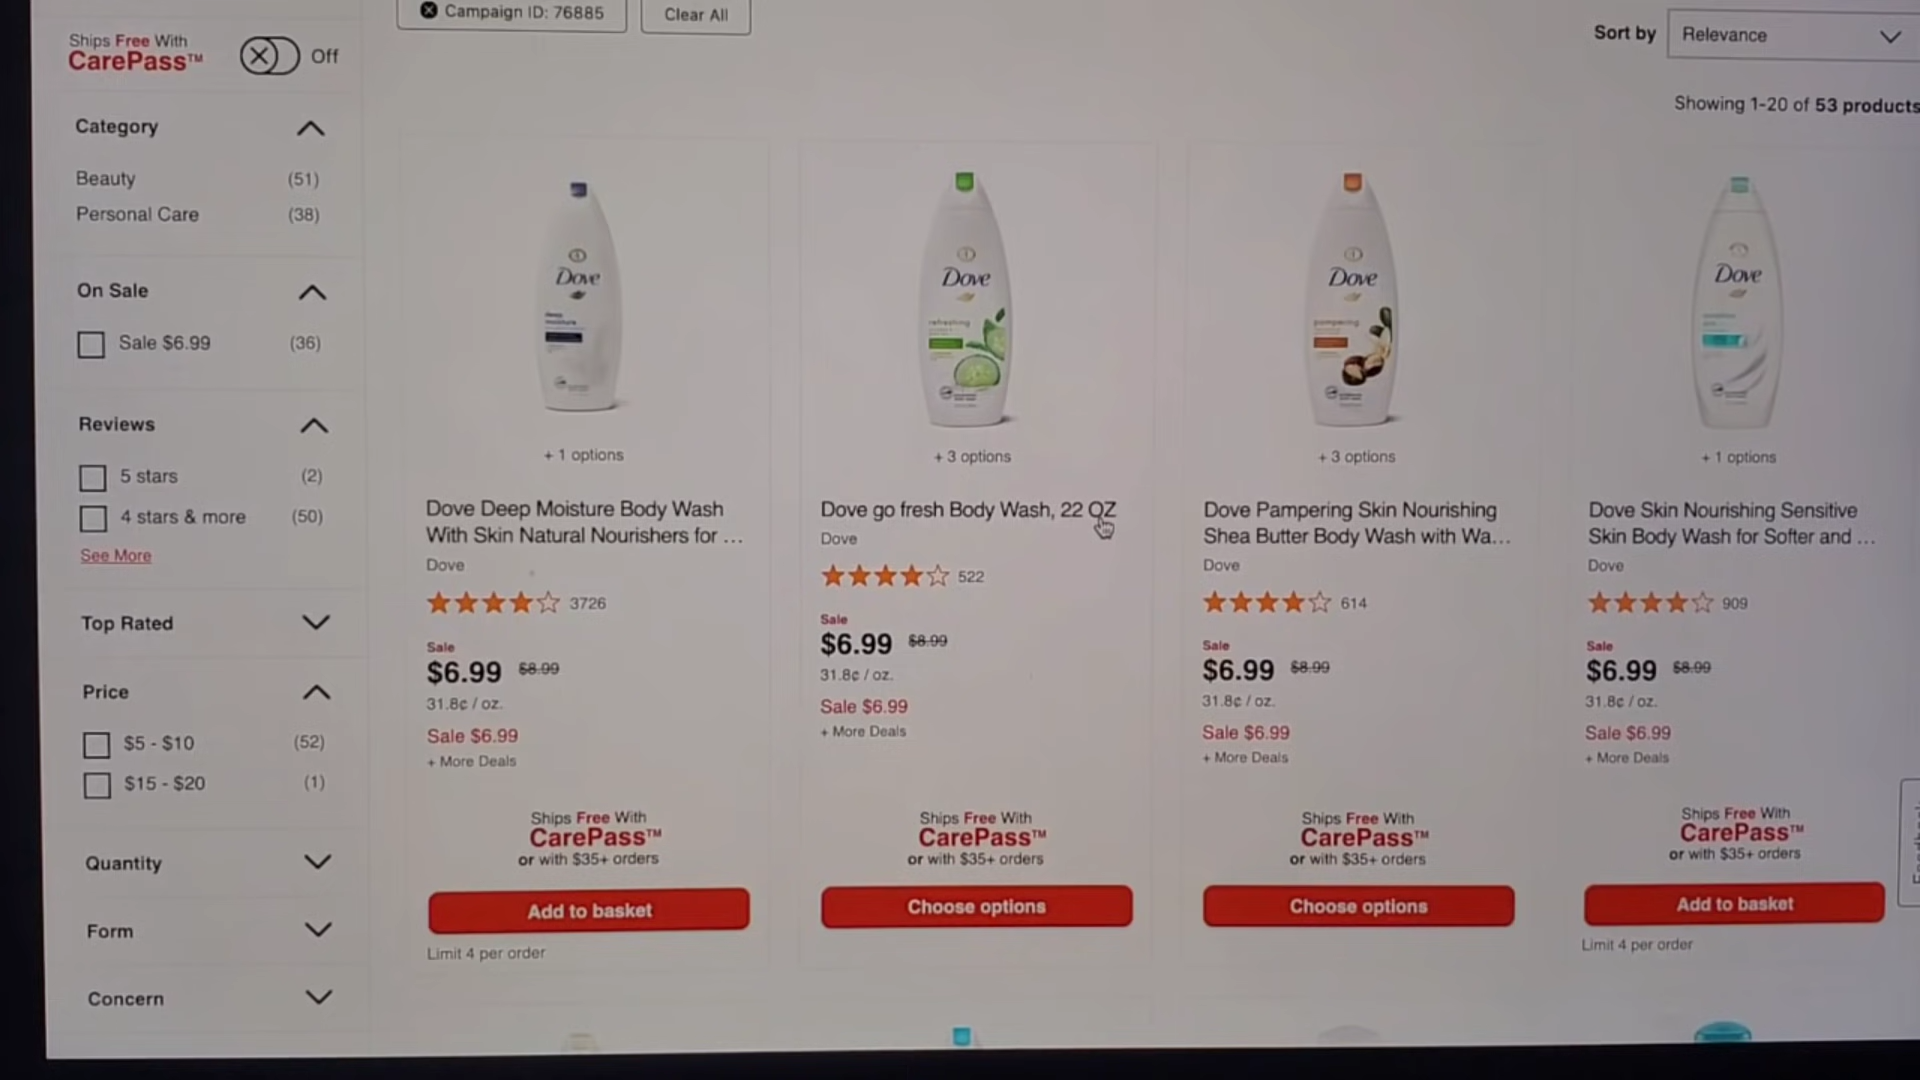 Campaign ID: 76885
Clear All
Sort by
Relevance
Showing 1-20 of 53 products
Ships Free With
CarePass™
Off
Category
Beauty (51)
Personal Care (38)
On Sale
Sale $6.99 (36)
Reviews
5 stars (2)
4 stars & more (50)
See More
Top Rated
Price
$5 - $10 (52)
$15 - $20 (1)
Quantity
Form
Concern
Dove
deep
moisture
+ 1 options
Dove Deep Moisture Body Wash
With Skin Natural Nourishers for ...
Dove
3726
Sale
$6.99 $8.99
31.8¢ / oz.
Sale $6.99
+ More Deals
Ships Free With
CarePass™
or with $35+ orders
Add to basket
Limit 4 per order
Dove
refreshing
+ 3 options
Dove go fresh Body Wash, 22 OZ
Dove
522
Sale
$6.99 $8.99
31.8¢ / oz.
Sale $6.99
+ More Deals
Ships Free With
CarePass™
or with $35+ orders
Choose options
Dove
pampering
+ 3 options
Dove Pampering Skin Nourishing
Shea Butter Body Wash with Wa...
Dove
614
Sale
$6.99 $8.99
31.8¢ / oz.
Sale $6.99
+ More Deals
Ships Free With
CarePass™
or with $35+ orders
Choose options
Dove
+ 1 options
Dove Skin Nourishing Sensitive
Skin Body Wash for Softer and ...
Dove
909
Sale
$6.99 $8.99
31.8¢ / oz.
Sale $6.99
+ More Deals
Ships Free With
CarePass™
or with $35+ orders
Add to basket
Limit 4 per order